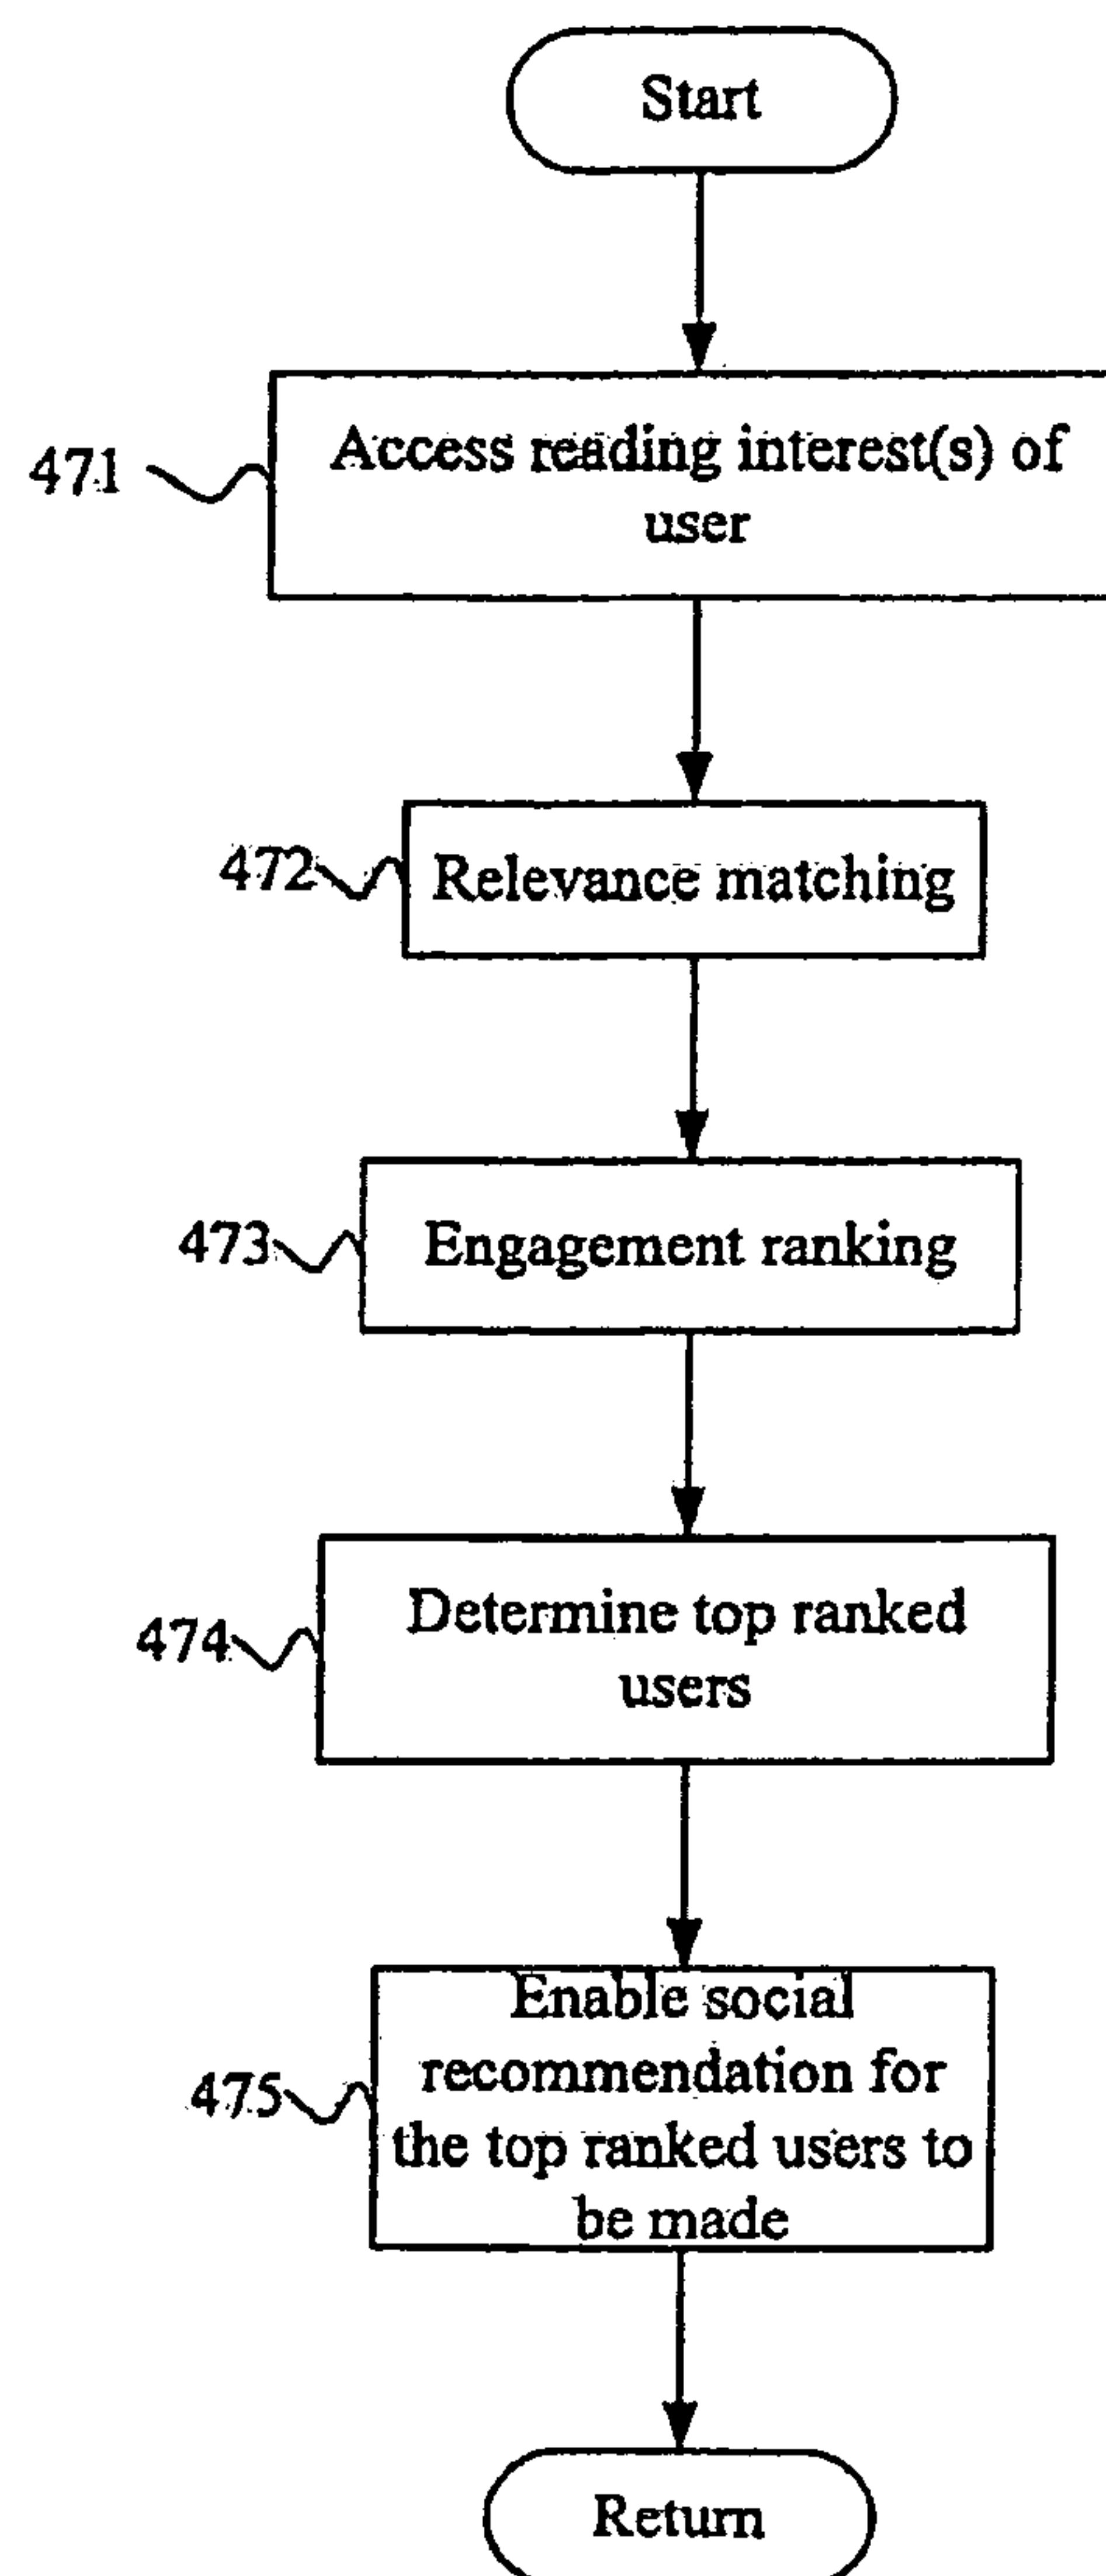 Start
471
Access reading interest(s) of
user
472
Relevance matching
473
Engagement ranking
474
Determine top ranked
users
475
Enable social
recommendation for
the top ranked users to
be made
Return